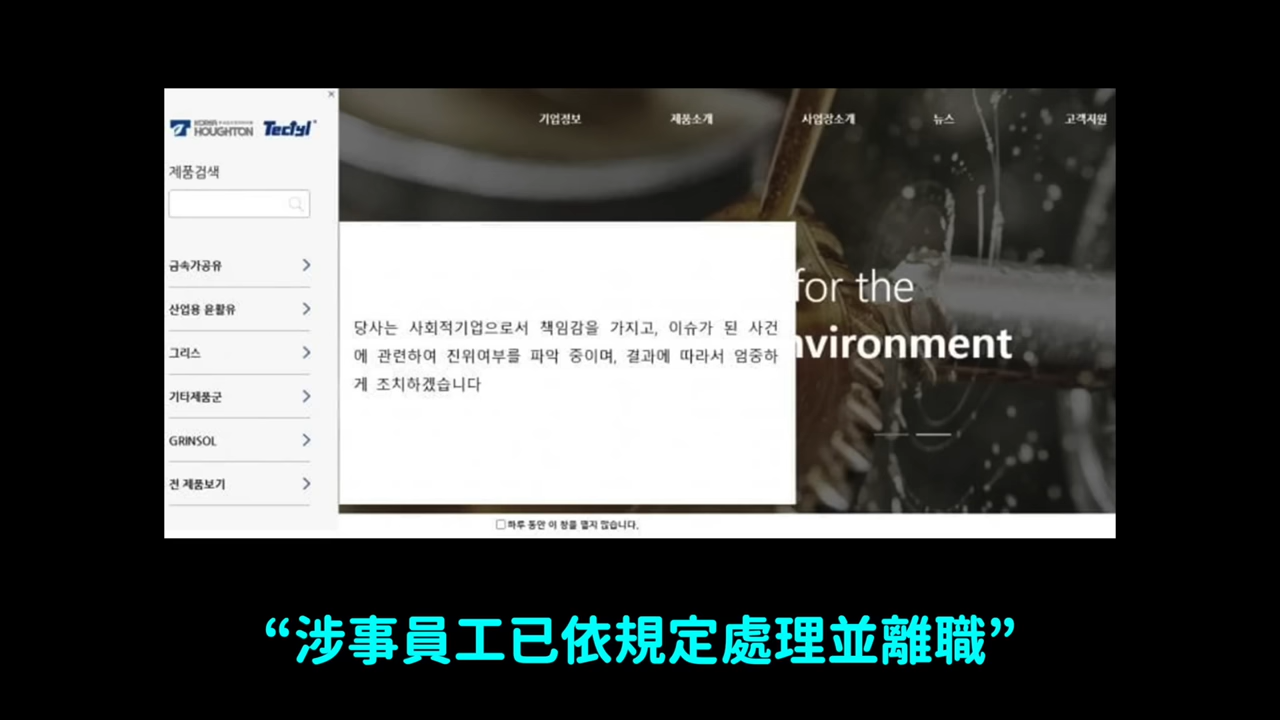 ×
KOREA
HOUGHTON Tectyl
기업정보 제품소개 사업장소개 뉴스 고객지원
제품검색
금속가공유
산업용 윤활유
그리스
기타제품군
GRINSOL
전 제품보기
for the
nvironment
당사는 사회적기업으로서 책임감을 가지고, 이슈가 된 사건
에 관련하여 진위여부를 파악 중이며, 결과에 따라서 엄중하
게 조치하겠습니다
하루 동안 이 창을 열지 않습니다.
“涉事員工已依規定處理並離職”